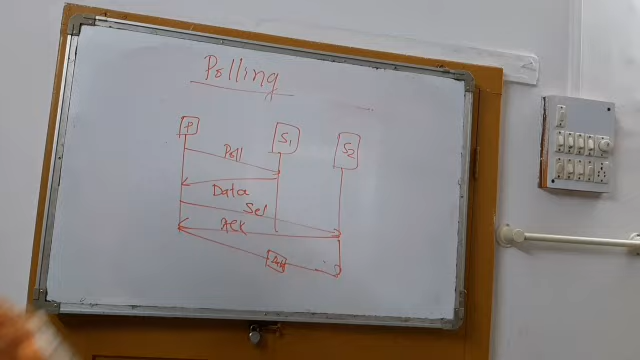 Polling
P
S1
S2
Poll
Data
Sel
ACK